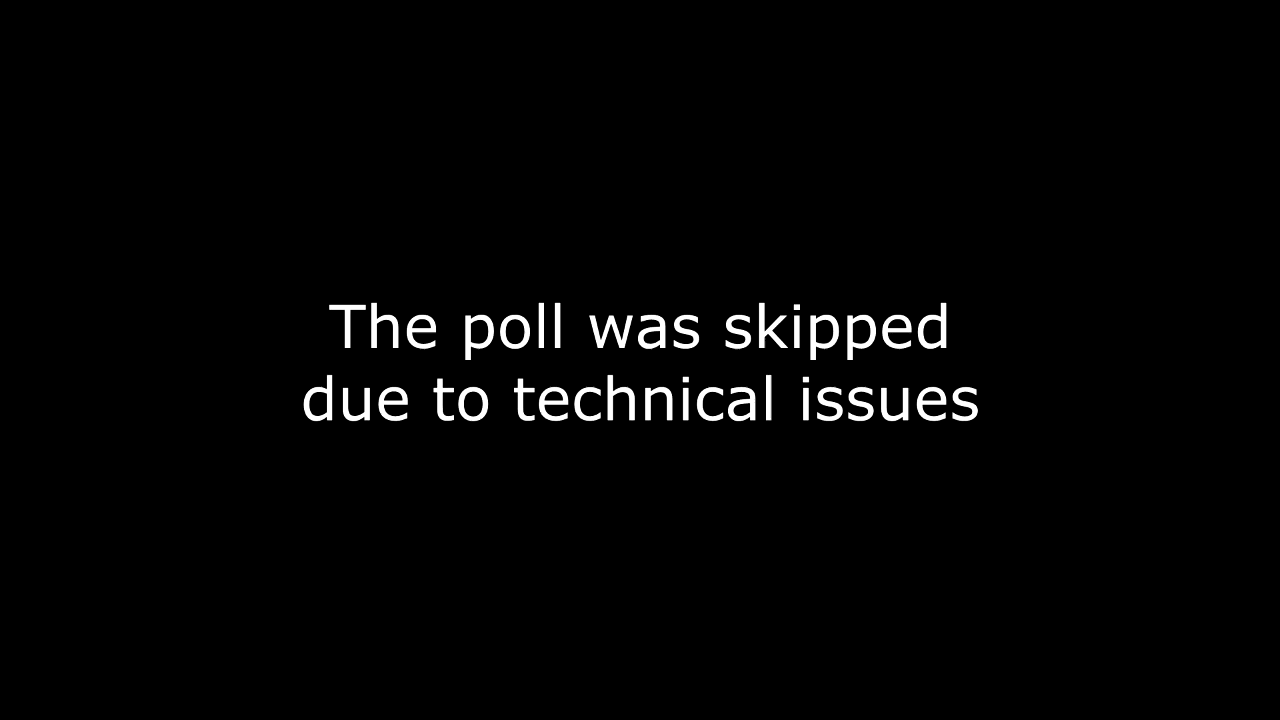 The poll was skipped
due to technical issues